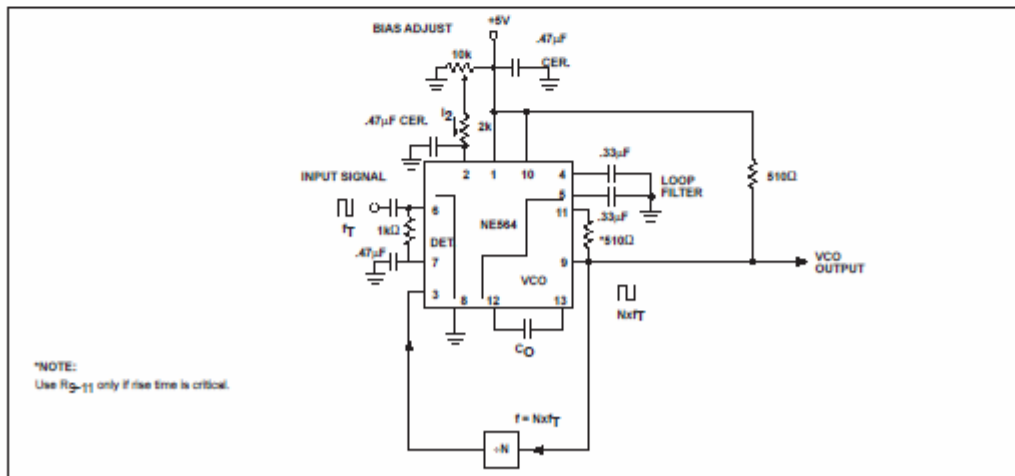 +5V
BIAS ADJUST
.47μF
CER.
10k
I2
.47μF CER.
2k
2
1
10
4
.33μF
5
LOOP
FILTER
510Ω
INPUT SIGNAL
6
NE564
11
.33μF
fT
1kΩ
DET
*510Ω
.47μF
7
9
VCO
OUTPUT
VCO
3
8
12
13
NxfT
CO
*NOTE:
Use R9–11 only if rise time is critical.
f = NxfT
÷N